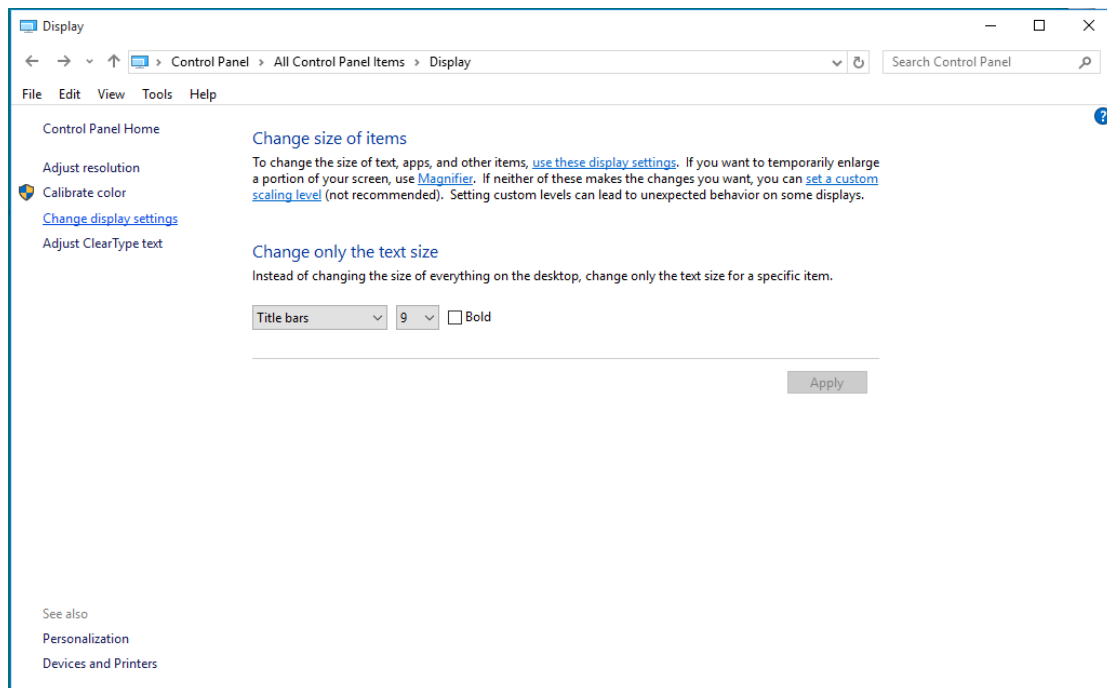 Display
Control Panel > All Control Panel Items > Display
Search Control Panel
File Edit View Tools Help
?
Control Panel Home
Adjust resolution
Calibrate color
Change display settings
Adjust ClearType text
Change size of items
To change the size of text, apps, and other items, use these display settings. If you want to temporarily enlarge
a portion of your screen, use Magnifier. If neither of these makes the changes you want, you can set a custom
scaling level (not recommended). Setting custom levels can lead to unexpected behavior on some displays.
Change only the text size
Instead of changing the size of everything on the desktop, change only the text size for a specific item.
Title bars 9 Bold
Apply
See also
Personalization
Devices and Printers